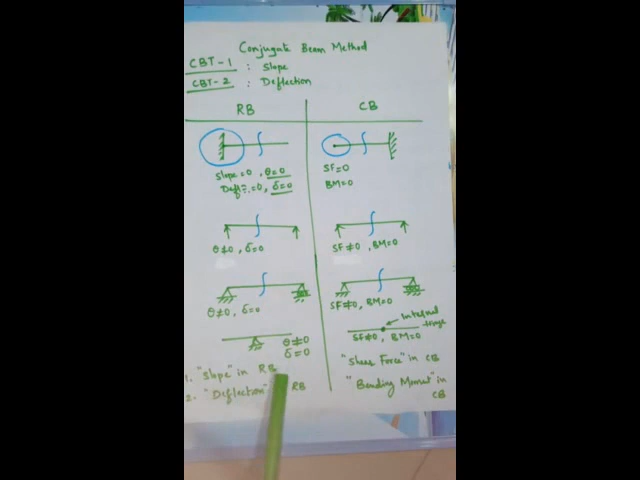 Conjugate Beam Method
CBT-1 : Slope
CBT-2 : Deflection
RB CB
Slope=0, θ=0
Deflⁿ=0, δ=0
SF=0
BM=0
θ≠0, δ=0
SF≠0, BM=0
θ≠0, δ=0
SF≠0, BM=0
θ≠0
δ=0
Internal
hinge
SF≠0, BM=0
1. "Slope" in RB
"Shear Force" in CB
2. "Deflection" RB
"Bending Moment" in
CB